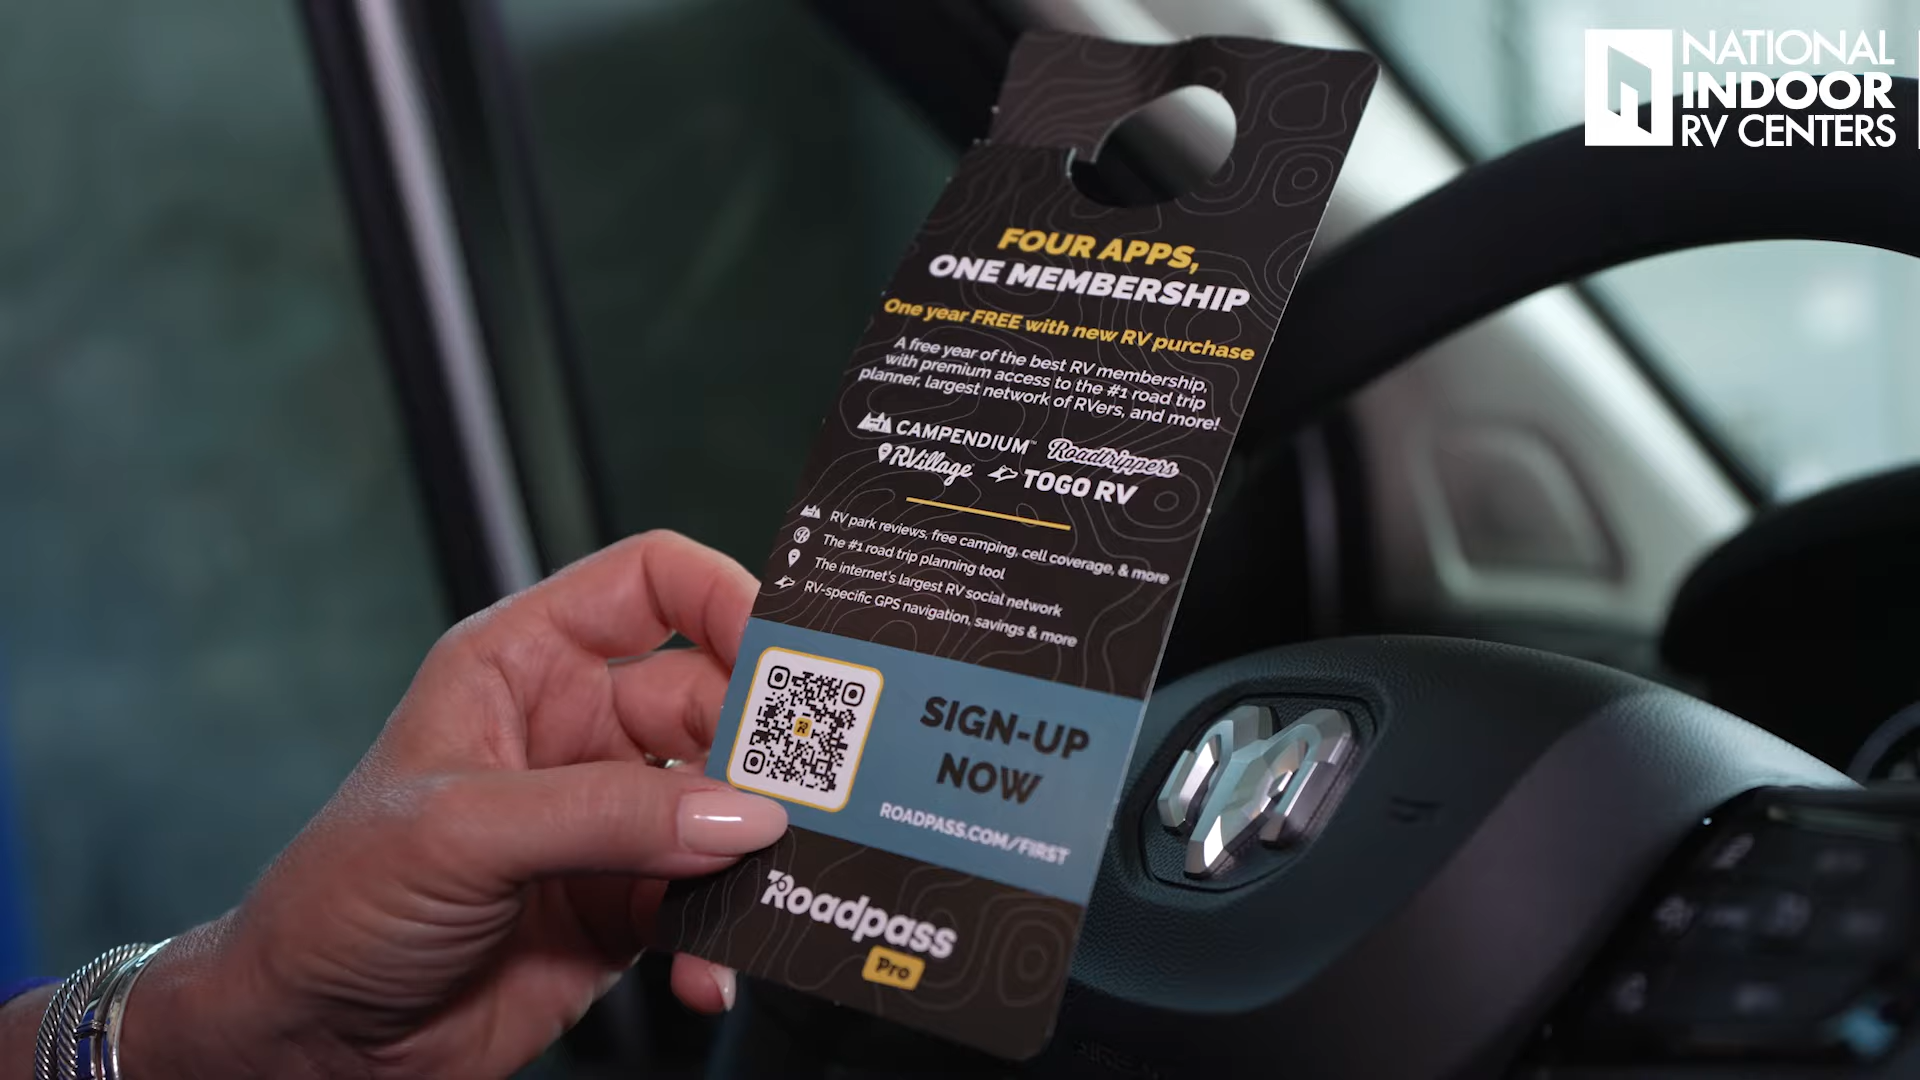 NATIONAL
INDOOR
RV CENTERS
FOUR APPS,
ONE MEMBERSHIP
One year FREE with new RV purchase
A free year of the best RV membership,
with premium access to the #1 road trip
planner, largest network of RVers, and more!
CAMPENDIUM™ Roadtrippers
RVillage TOGO RV
RV park reviews, free camping, cell coverage, & more
The #1 road trip planning tool
The internet's largest RV social network
RV-specific GPS navigation, savings & more
SIGN-UP
NOW
ROADPASS.COM/FIRST
Roadpass
Pro